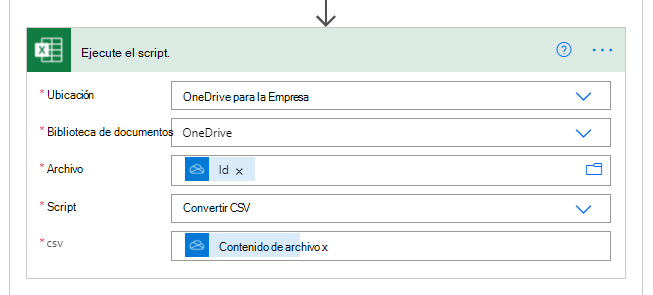 Ejecute el script.
* Ubicación
OneDrive para la Empresa
* Biblioteca de documentos
OneDrive
* Archivo
Id x
* Script
Convertir CSV
* csv
Contenido de archivo x